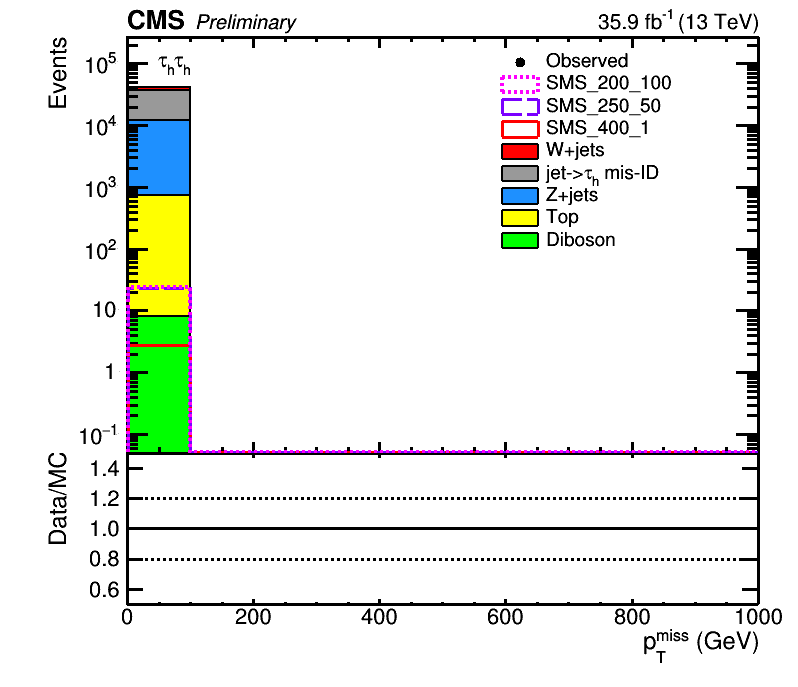 CMS Preliminary 35.9 fb⁻¹ (13 TeV)
Events
τhτh
10⁵
10⁴
10³
10²
10
1
10⁻¹
Observed
SMS_200_100
SMS_250_50
SMS_400_1
W+jets
jet->τh mis-ID
Z+jets
Top
Diboson
Data/MC
1.4
1.2
1.0
0.8
0.6
0 200 400 600 800 1000
pTmiss (GeV)